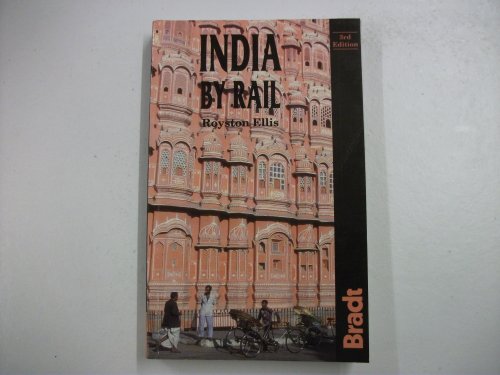 INDIA
BY RAIL
Royston Ellis
3rd
Edition
Bradt